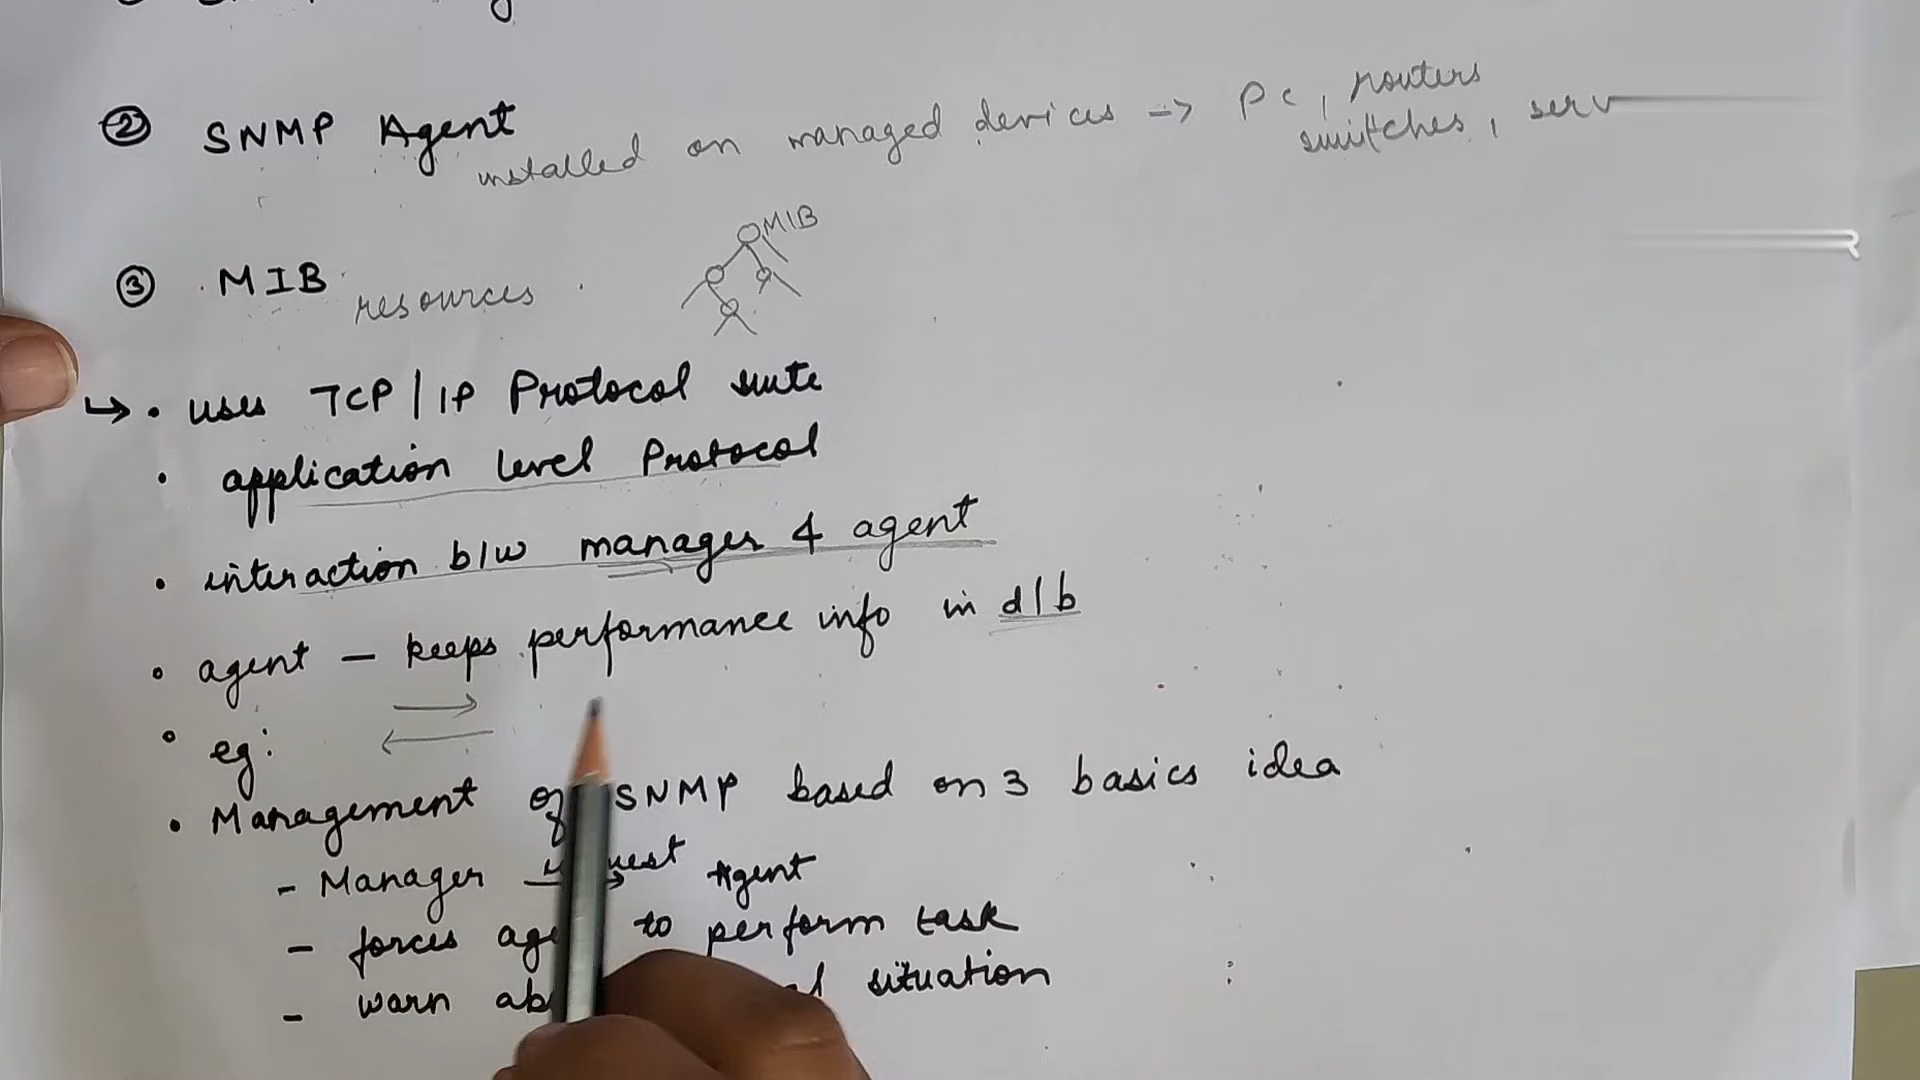 ② SNMP Agent
installed on managed devices → PC, routers
switches, serv
③ MIB resources.
MIB
R
↳ • uses TCP/IP Protocol suite
• application level Protocol
• interaction b/w manager & agent
• agent — keeps performance info in d/b
• eg:
• Management of SNMP based on 3 basics idea
- Manager → Agent
- forces to perform task
- warn situation